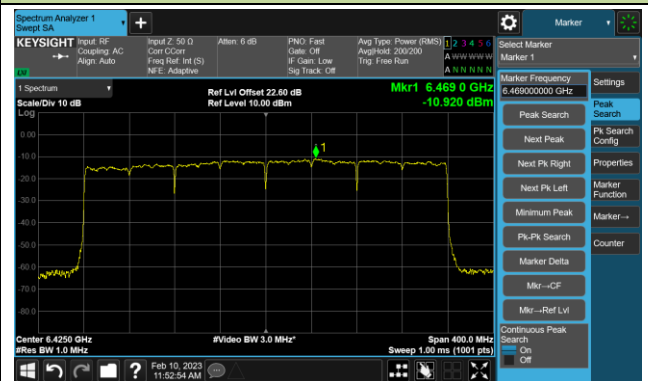 Spectrum Analyzer 1
Swept SA
+
Marker
KEYSIGHT
Input: RF
Coupling: AC
Align: Auto
Input Z: 50 Ω
Corr CCorr
Freq Ref: Int (S)
NFE: Adaptive
Atten: 6 dB
PNO: Fast
Gate: Off
IF Gain: Low
Sig Track: Off
Avg Type: Power (RMS)
Avg|Hold: 200/200
Trig: Free Run
1 2 3 4 5 6
A W W W W W
A N N N N N
Select Marker
Marker 1
1 Spectrum
Scale/Div 10 dB
Log
Ref Lvl Offset 22.60 dB
Ref Level 10.00 dBm
Mkr1 6.469 0 GHz
-10.920 dBm
1
0.00
-10.0
-20.0
-30.0
-40.0
-50.0
-60.0
-70.0
-80.0
Center 6.4250 GHz
#Res BW 1.0 MHz
#Video BW 3.0 MHz*
Span 400.0 MHz
Sweep 1.00 ms (1001 pts)
Marker Frequency
6.469000000 GHz
Peak Search
Next Peak
Next Pk Right
Next Pk Left
Minimum Peak
Pk-Pk Search
Marker Delta
Mkr→CF
Mkr→Ref Lvl
Continuous Peak
Search
On
Off
Settings
Peak
Search
Pk Search
Config
Properties
Marker
Function
Marker→
Counter
?
Feb 10, 2023
11:52:54 AM